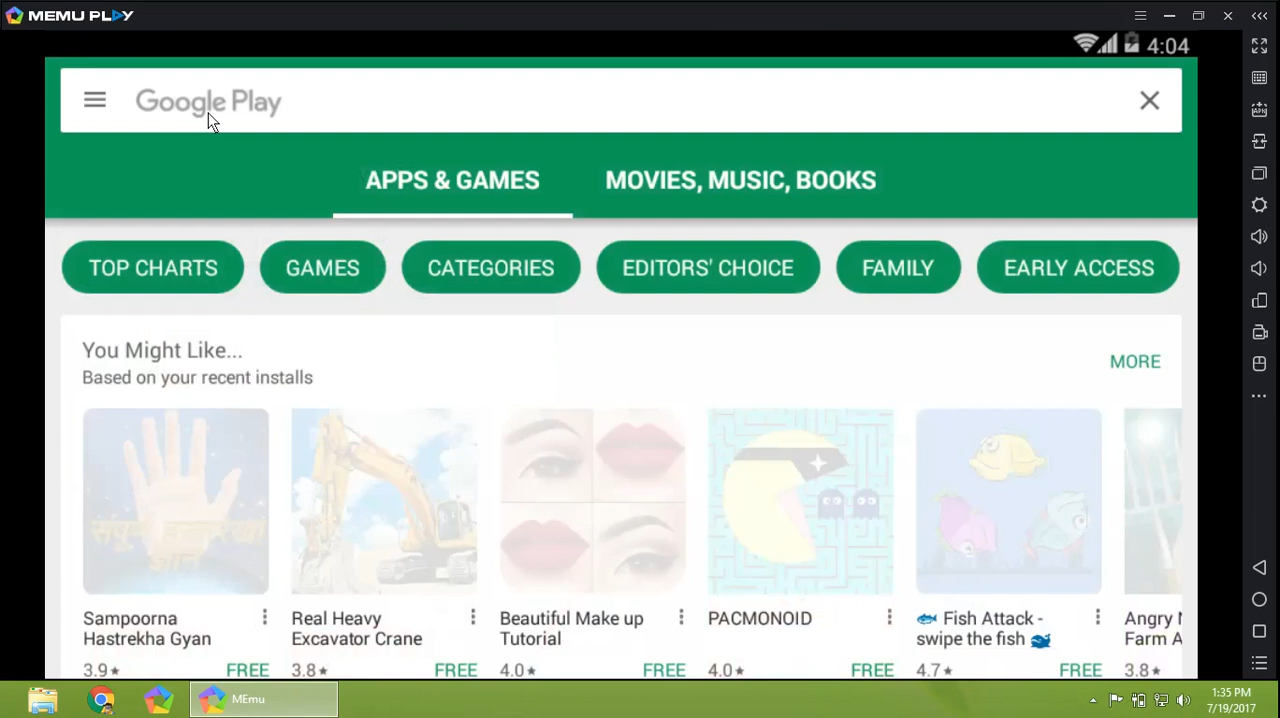 MEMU PLAY
4:04
Google Play
APPS & GAMES
MOVIES, MUSIC, BOOKS
TOP CHARTS
GAMES
CATEGORIES
EDITORS' CHOICE
FAMILY
EARLY ACCESS
You Might Like...
Based on your recent installs
MORE
Sampoorna
Hastrekha Gyan
3.9★
FREE
Real Heavy
Excavator Crane
3.8★
FREE
Beautiful Make up
Tutorial
4.0★
FREE
PACMONOID
4.0★
FREE
🐟 Fish Attack -
swipe the fish 🐋
4.7★
FREE
Angry
Farm A
3.8★
MEmu
1:35 PM
7/19/2017